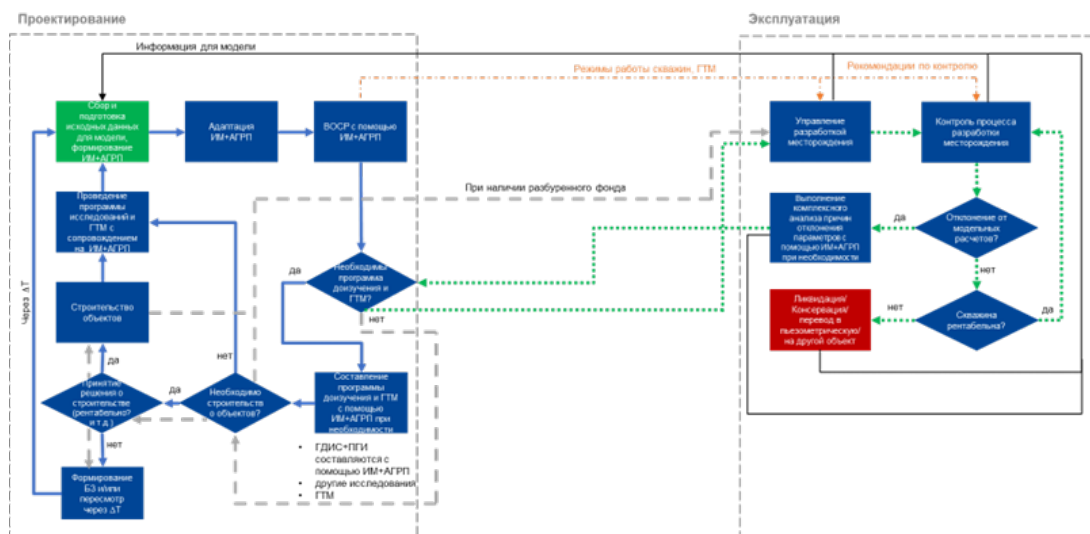 Проектирование
Эксплуатация
Информация для модели
Режимы работы скважин, ГТМ
Рекомендации по контролю
Сбор и
подготовка
исходных данных
для модели,
формирование
ИМ+АГРП
Адаптация
ИМ+АГРП
ВОСР с помощью
ИМ+АГРП
Управление
разработкой
месторождения
Контроль процесса
разработки
месторождения
При наличии разбуренного фонда
Проведение
программы
исследований и
ГТМ с
сопровождением
на ИМ+АГРП
Выполнение
комплексного
анализа причин
отклонения
параметров с
помощью ИМ+АГРП
при необходимости
да
Отклонение от
модельных
расчетов?
нет
Через ΔТ
Строительство
объектов
да
Необходимы
программа
доизучения и
ГТМ?
нет
Ликвидация/
Консервация/
перевод в
пьезометрическую/
на другой объект
нет
Скважина
рентабельна?
да
да
нет
Принятие
решения о
строительстве
(рентабельно?
и т.д.)
да
Необходимо
строительств
о объектов?
Составление
программы
доизучения и ГТМ
с помощью
ИМ+АГРП при
необходимости
нет
Формирование
БЗ и/или
пересмотр
через ΔТ
• ГДИС+ПГИ
составляются с
помощью ИМ+АГРП
• другие исследования
• ГТМ